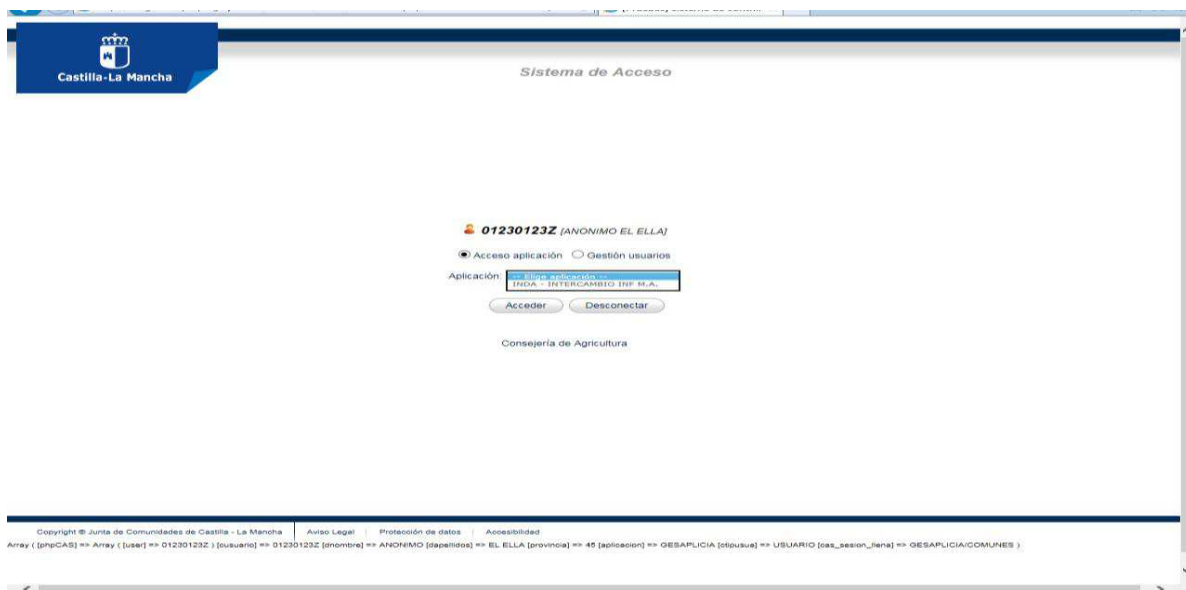 Castilla-La Mancha
Sistema de Acceso
01230123Z [ANONIMO EL ELLA]
Acceso aplicación Gestión usuarios
Aplicación: -- Elige aplicación --
INDA - INTERCAMBIO INF M.A.
Acceder Desconectar
Consejería de Agricultura
Copyright © Junta de Comunidades de Castilla - La Mancha Aviso Legal Protección de datos Accesibilidad
Array ( [phpCAS] => Array ( [user] => 01230123Z ) [cusuario] => 01230123Z [dnombre] => ANONIMO [dapellidos] => EL ELLA [provincia] => 45 [aplicacion] => GESAPLICIA [ctipusua] => USUARIO [cas_sesion_llena] => GESAPLICIA/COMUNES )